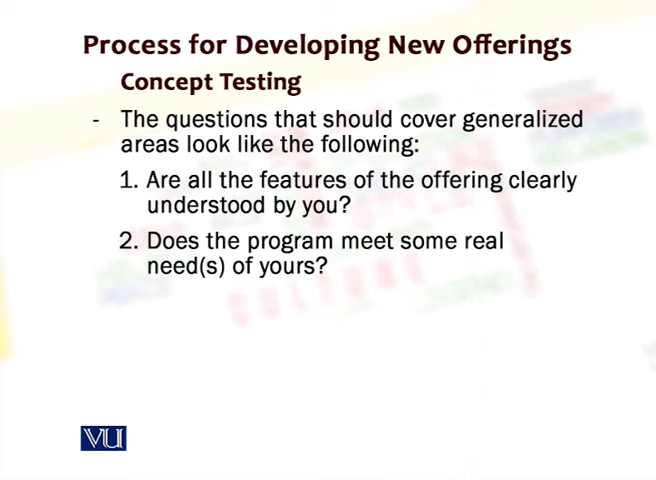 Process for Developing New Offerings
Concept Testing
- The questions that should cover generalized
areas look like the following:
1. Are all the features of the offering clearly
understood by you?
2. Does the program meet some real
need(s) of yours?
CULTURE
VU